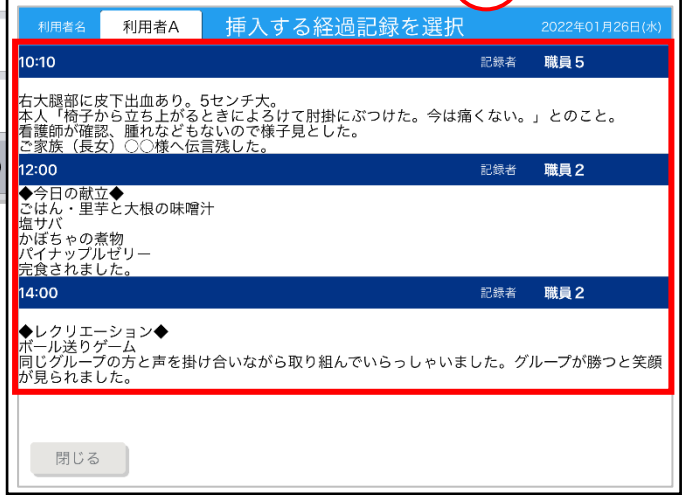 利用者名 利用者A 挿入する経過記録を選択 2022年01月26日(水)
10:10 記録者 職員5
右大腿部に皮下出血あり。5センチ大。
本人「椅子から立ち上がるときによろけて肘掛にぶつけた。今は痛くない。」とのこと。
看護師が確認、腫れなどもないので様子見とした。
ご家族（長女）〇〇様へ伝言残した。
12:00 記録者 職員2
◆今日の献立◆
ごはん・里芋と大根の味噌汁
塩サバ
かぼちゃの煮物
パイナップルゼリー
完食されました。
14:00 記録者 職員2
◆レクリエーション◆
ボール送りゲーム
同じグループの方と声を掛け合いながら取り組んでいらっしゃいました。グループが勝つと笑顔
が見られました。
閉じる